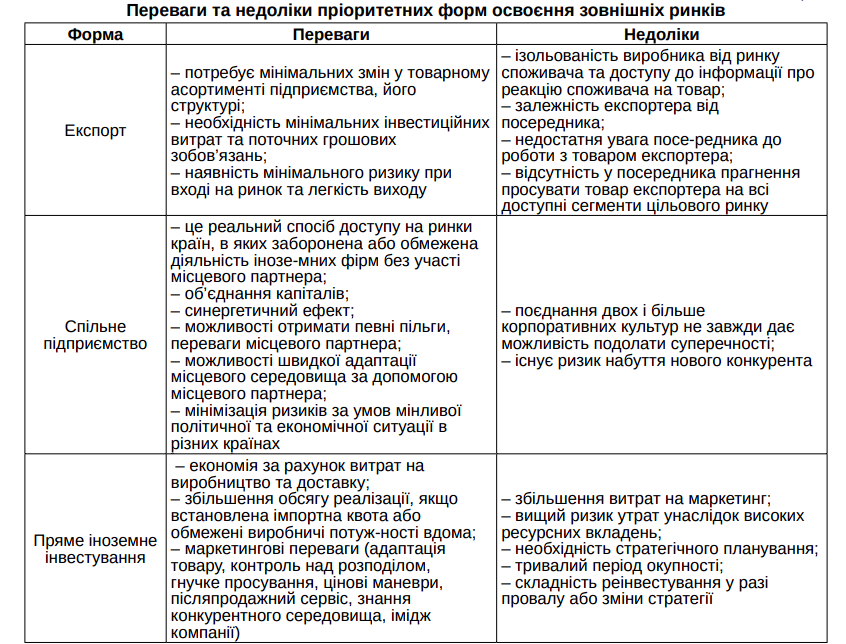 Переваги та недоліки пріоритетних форм освоєння зовнішніх ринків
Форма
Переваги
Недоліки
Експорт
– потребує мінімальних змін у товарному
асортименті підприємства, його
структурі;
– необхідність мінімальних інвестиційних
витрат та поточних грошових
зобов’язань;
– наявність мінімального ризику при
вході на ринок та легкість виходу
– ізольованість виробника від ринку
споживача та доступу до інформації про
реакцію споживача на товар;
– залежність експортера від
посередника;
– недостатня увага посе-редника до
роботи з товаром експортера;
– відсутність у посередника прагнення
просувати товар експортера на всі
доступні сегменти цільового ринку
Спільне
підприємство
– це реальний спосіб доступу на ринки
країн, в яких заборонена або обмежена
діяльність інозе-мних фірм без участі
місцевого партнера;
– об’єднання капіталів;
– синергетичний ефект;
– можливості отримати певні пільги,
переваги місцевого партнера;
– можливості швидкої адаптації
місцевого середовища за допомогою
місцевого партнера;
– мінімізація ризиків за умов мінливої
політичної та економічної ситуації в
різних країнах
– поєднання двох і більше
корпоративних культур не завжди дає
можливість подолати суперечності;
– існує ризик набуття нового конкурента
Пряме іноземне
інвестування
– економія за рахунок витрат на
виробництво та доставку;
– збільшення обсягу реалізації, якщо
встановлена імпортна квота або
обмежені виробничі потуж-ності вдома;
– маркетингові переваги (адаптація
товару, контроль над розподілом,
гнучке просування, цінові маневри,
післяпродажний сервіс, знання
конкурентного середовища, імідж
компанії)
– збільшення витрат на маркетинг;
– вищий ризик утрат унаслідок високих
ресурсних вкладень;
– необхідність стратегічного планування;
– тривалий період окупності;
– складність реінвестування у разі
провалу або зміни стратегії